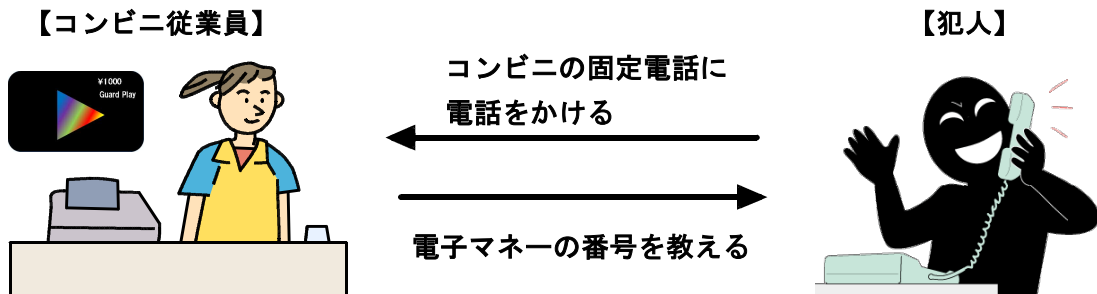 【コンビニ従業員】
【犯人】
¥1000
Guard Play
コンビニの固定電話に
電話をかける
電子マネーの番号を教える